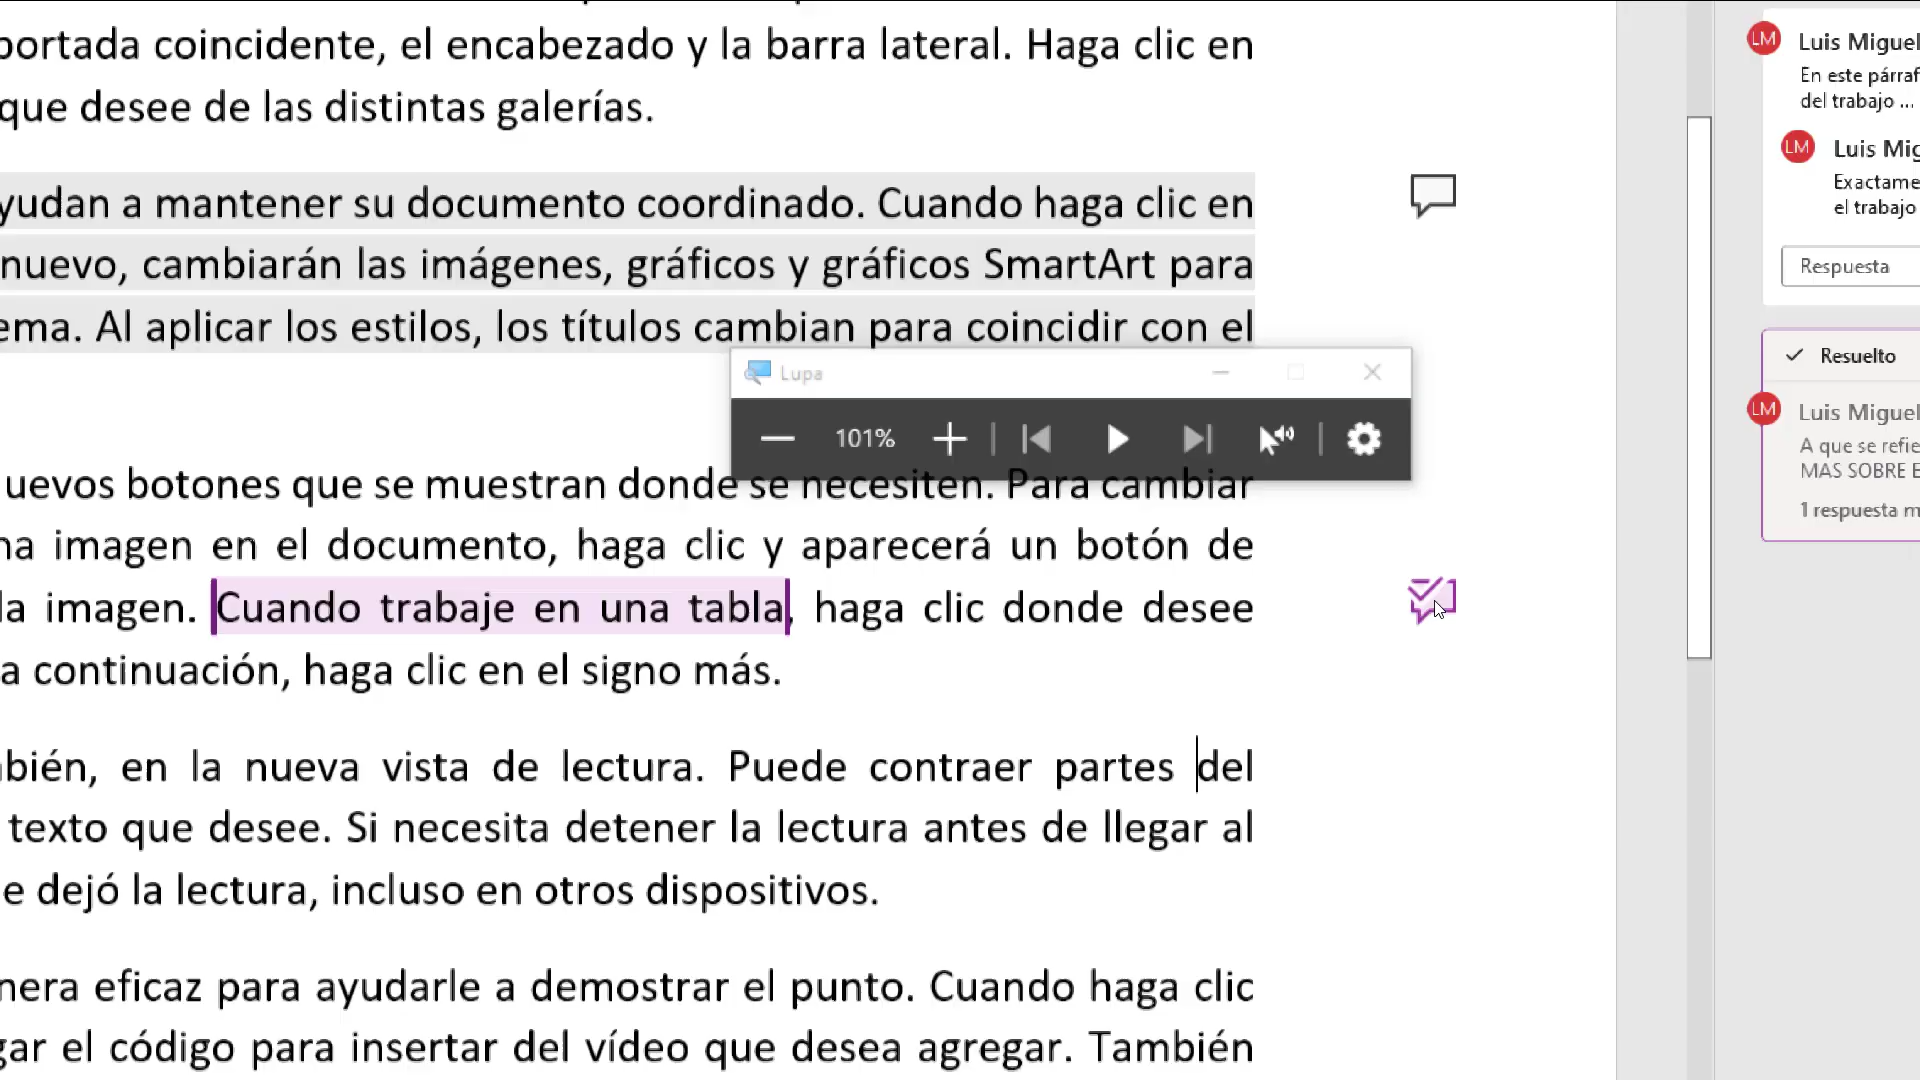 portada coincidente, el encabezado y la barra lateral. Haga clic en
que desee de las distintas galerías.
yudan a mantener su documento coordinado. Cuando haga clic en
nuevo, cambiarán las imágenes, gráficos y gráficos SmartArt para
ema. Al aplicar los estilos, los títulos cambian para coincidir con el
Lupa
101%
uevos botones que se muestran donde se necesiten. Para cambiar
na imagen en el documento, haga clic y aparecerá un botón de
la imagen. Cuando trabaje en una tabla, haga clic donde desee
a continuación, haga clic en el signo más.
bién, en la nueva vista de lectura. Puede contraer partes del
texto que desee. Si necesita detener la lectura antes de llegar al
e dejó la lectura, incluso en otros dispositivos.
nera eficaz para ayudarle a demostrar el punto. Cuando haga clic
gar el código para insertar del vídeo que desea agregar. También
LM Luis Miguel
En este párraf
del trabajo ...
LM Luis Mig
Exactame
el trabajo
Respuesta
Resuelto
LM Luis Miguel
A que se refie
MAS SOBRE E
1 respuesta m